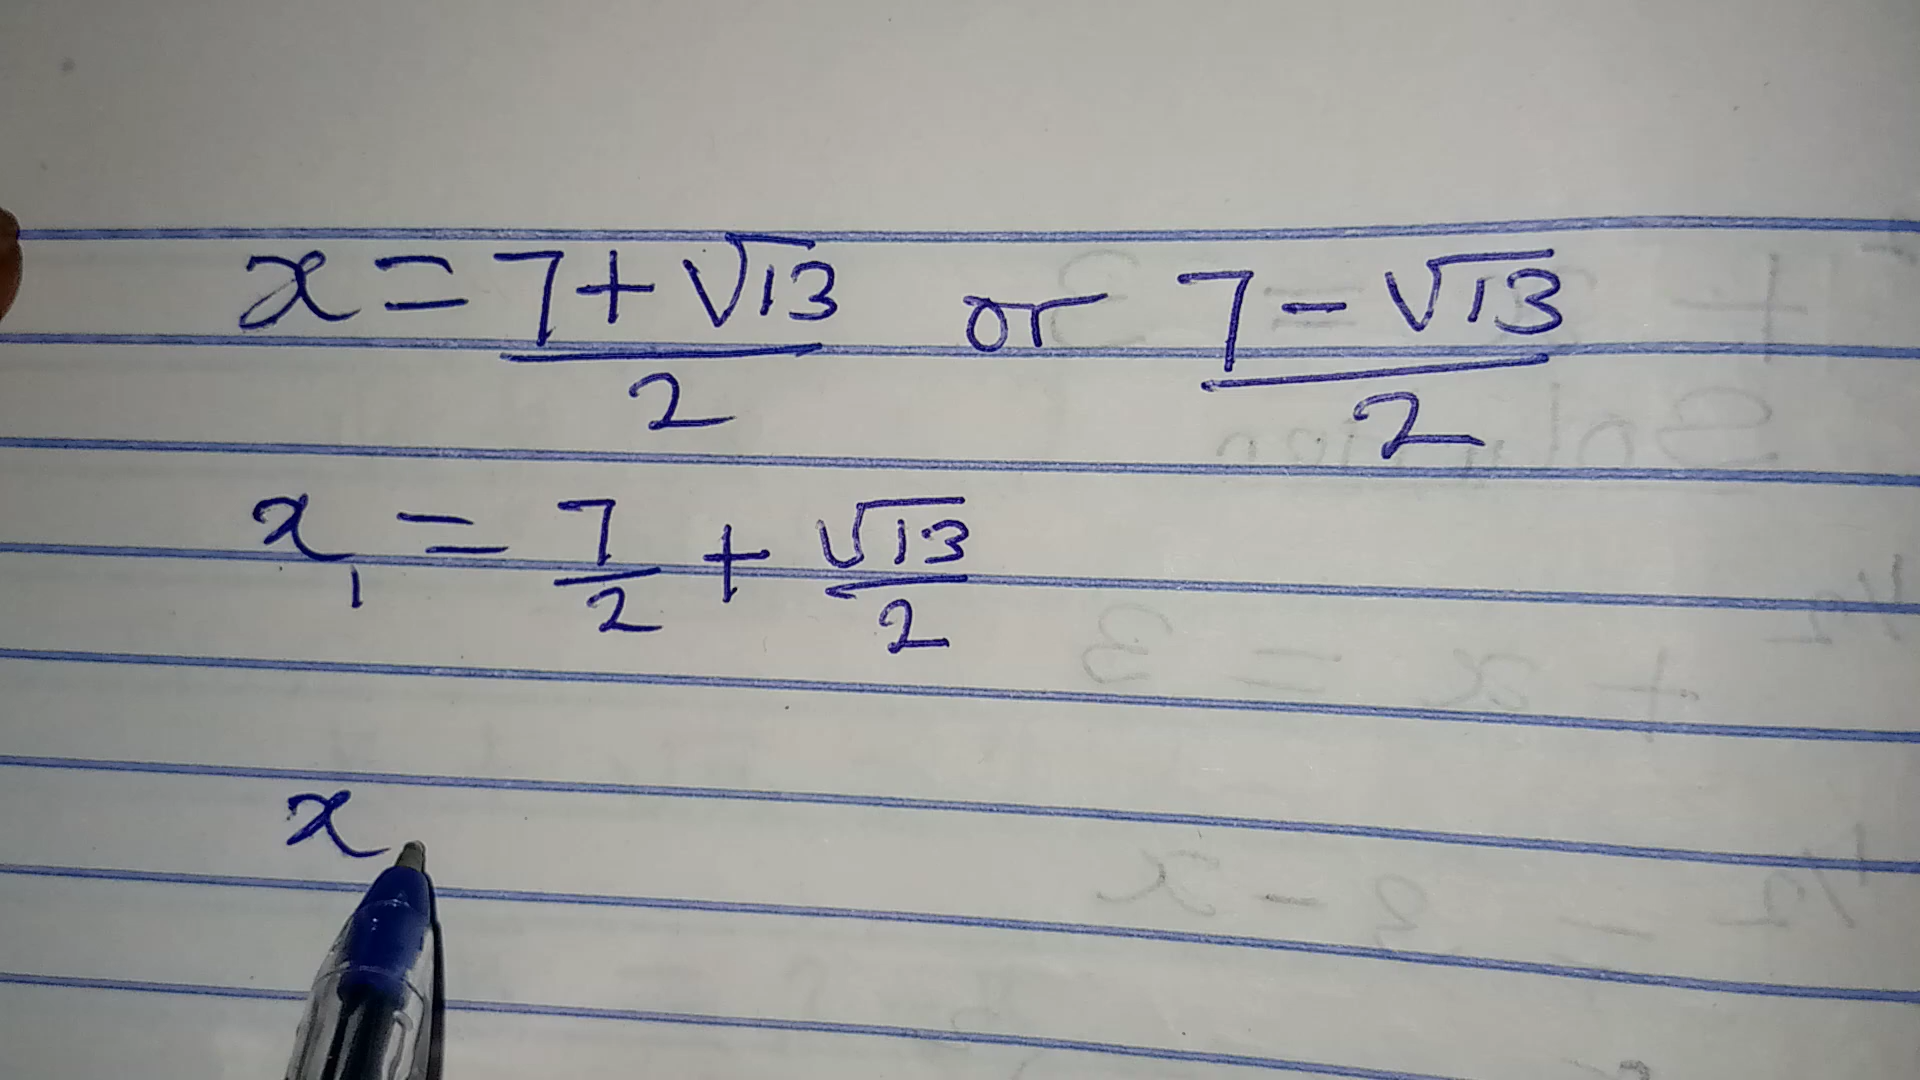 x = 7 + √13 / 2 or 7 - √13 / 2
x₁ = 7/2 + √13/2
x